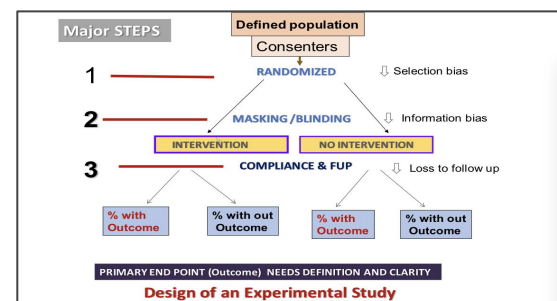 Major STEPS
Defined population
Consenters
1
RANDOMIZED
Selection bias
2
MASKING /BLINDING
Information bias
INTERVENTION
NO INTERVENTION
3
COMPLIANCE & FUP
Loss to follow up
% with
Outcome
% with out
Outcome
% with
Outcome
% with out
Outcome
PRIMARY END POINT (Outcome) NEEDS DEFINITION AND CLARITY
Design of an Experimental Study